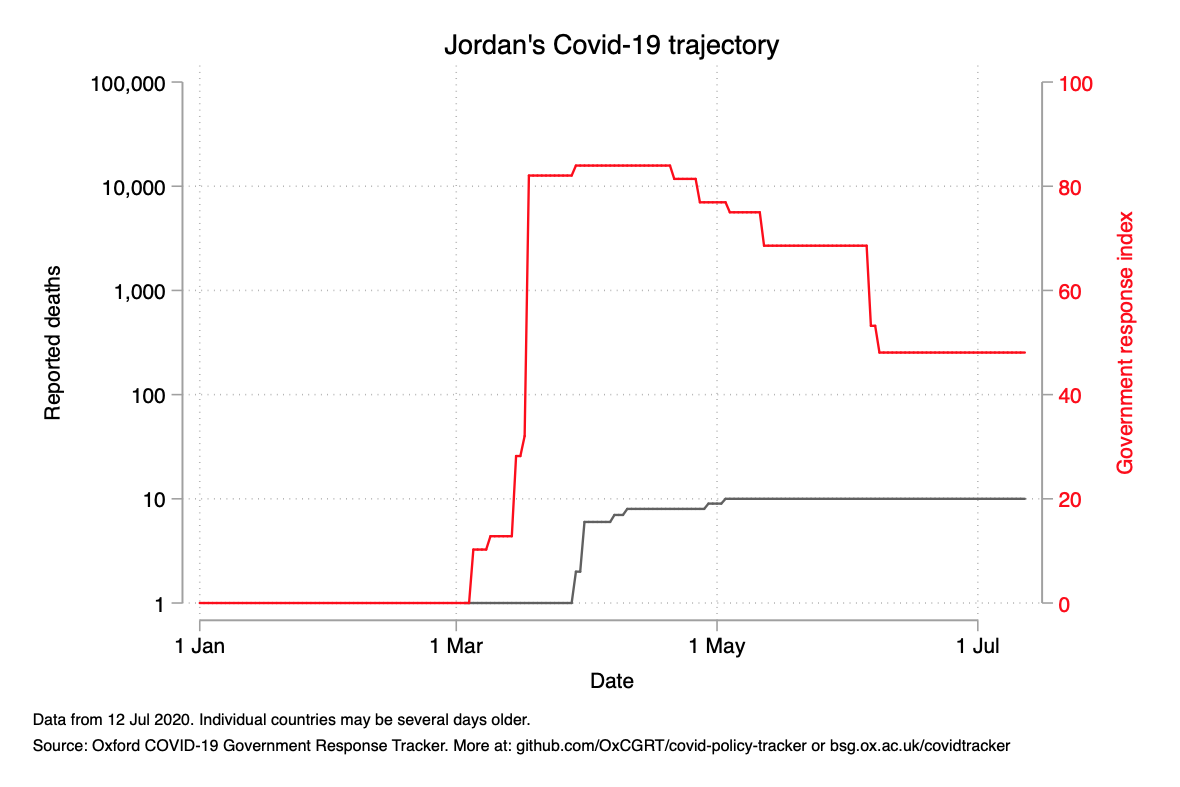 Jordan's Covid-19 trajectory
100,000
10,000
1,000
100
10
1
Reported deaths
100
80
60
40
20
0
Government response index
1 Jan
1 Mar
1 May
1 Jul
Date
Data from 12 Jul 2020. Individual countries may be several days older.
Source: Oxford COVID-19 Government Response Tracker. More at: github.com/OxCGRT/covid-policy-tracker or bsg.ox.ac.uk/covidtracker